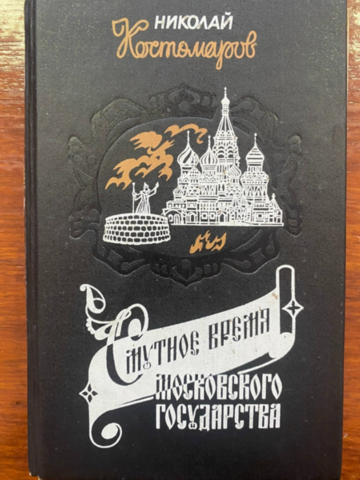 НИКОЛАЙ
Костомаров
СМУТНОЕ ВРЕМЯ
МОСКОВСКОГО
ГОСУДАРСТВА